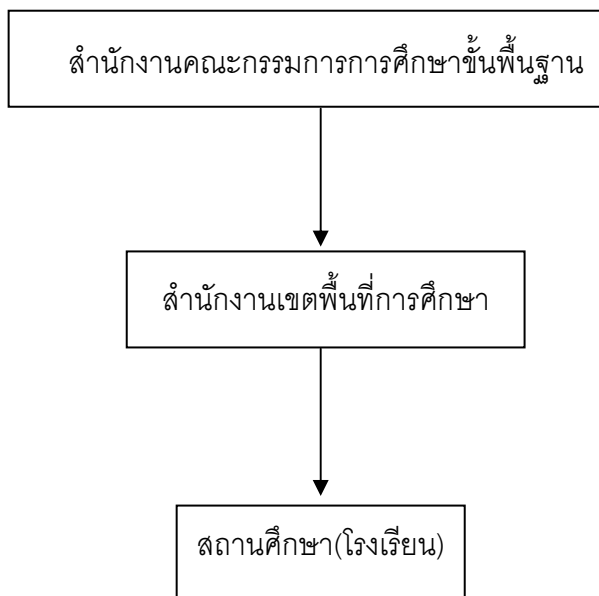 สำนักงานคณะกรรมการการศึกษาขั้นพื้นฐาน
สำนักงานเขตพื้นที่การศึกษา
สถานศึกษา(โรงเรียน)